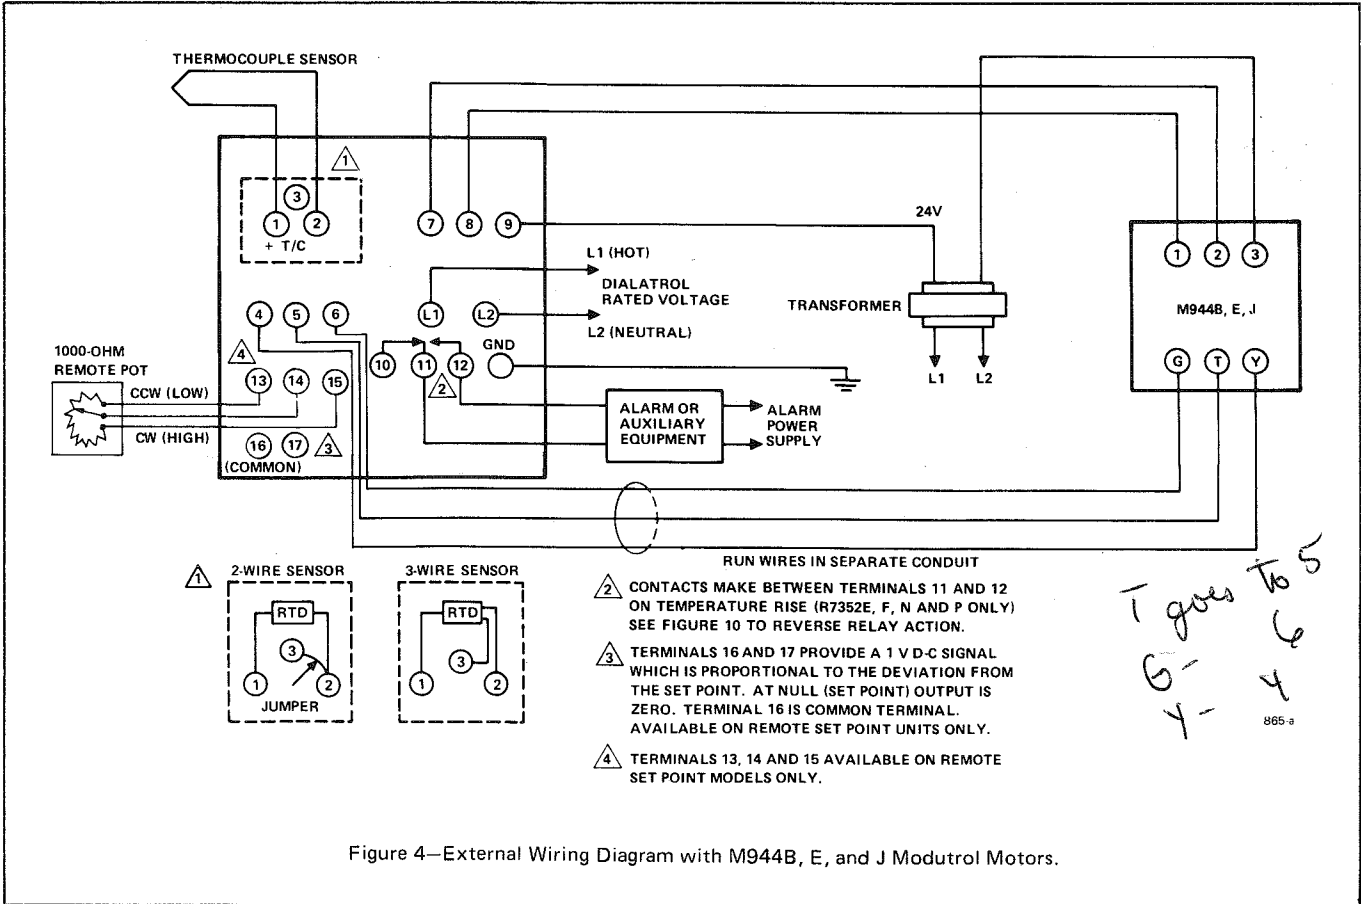 THERMOCOUPLE SENSOR
1
3
1 2
+ T/C
7 8 9
24V
L1 (HOT)
DIALATROL
RATED VOLTAGE
L2 (NEUTRAL)
TRANSFORMER
L1 L2
1 2 3
M944B, E, J
G T Y
4 5 6
L1 L2
GND
10 11 12
2
4
1000-OHM
REMOTE POT
CCW (LOW)
CW (HIGH)
13 14 15
16 17 3
(COMMON)
ALARM OR
AUXILIARY
EQUIPMENT
ALARM
POWER
SUPPLY
RUN WIRES IN SEPARATE CONDUIT
1 2-WIRE SENSOR
RTD
3
1 2
JUMPER
3-WIRE SENSOR
RTD
3
1 2
2 CONTACTS MAKE BETWEEN TERMINALS 11 AND 12
ON TEMPERATURE RISE (R7352E, F, N AND P ONLY)
SEE FIGURE 10 TO REVERSE RELAY ACTION.
3 TERMINALS 16 AND 17 PROVIDE A 1 V D-C SIGNAL
WHICH IS PROPORTIONAL TO THE DEVIATION FROM
THE SET POINT. AT NULL (SET POINT) OUTPUT IS
ZERO. TERMINAL 16 IS COMMON TERMINAL.
AVAILABLE ON REMOTE SET POINT UNITS ONLY.
4 TERMINALS 13, 14 AND 15 AVAILABLE ON REMOTE
SET POINT MODELS ONLY.
T goes to 5
G- 6
Y- 4
865-a
Figure 4—External Wiring Diagram with M944B, E, and J Modutrol Motors.